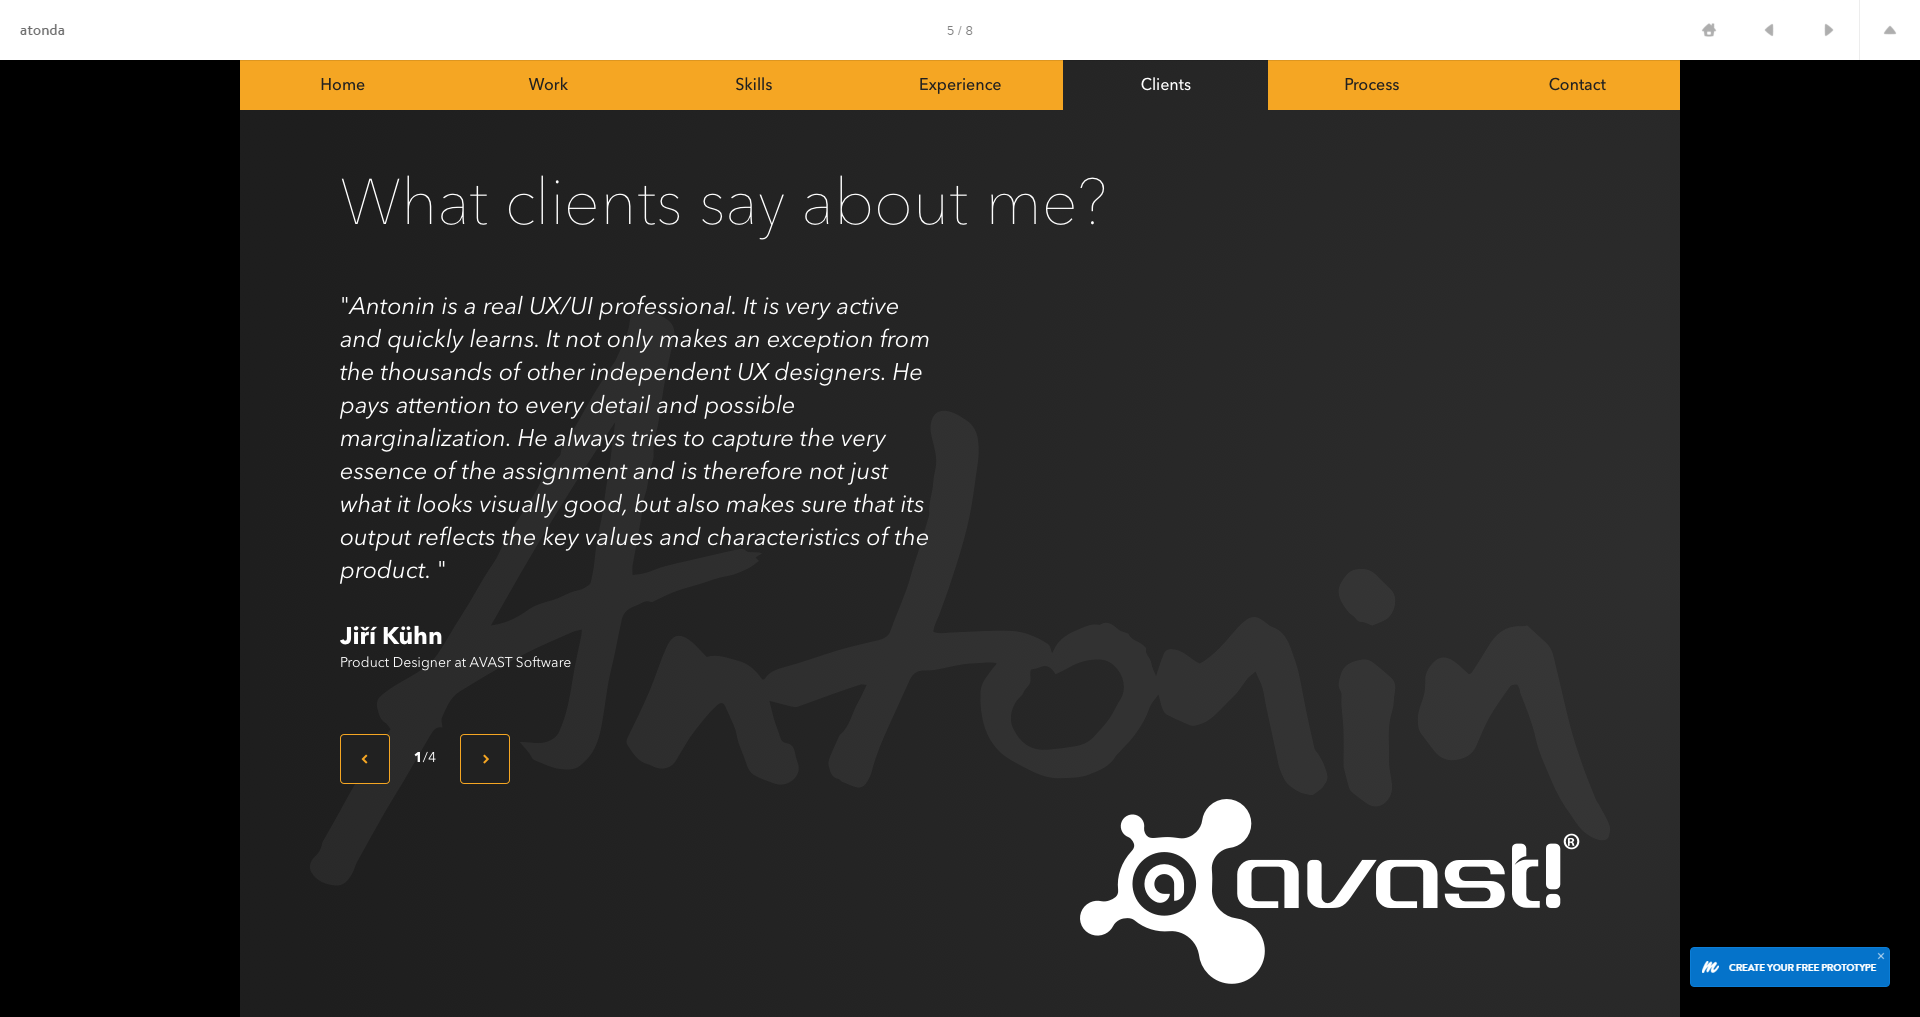 atonda
5 / 8
Home
Work
Skills
Experience
Clients
Process
Contact
What clients say about me?
"Antonin is a real UX/UI professional. It is very active
and quickly learns. It not only makes an exception from
the thousands of other independent UX designers. He
pays attention to every detail and possible
marginalization. He always tries to capture the very
essence of the assignment and is therefore not just
what it looks visually good, but also makes sure that its
output reflects the key values and characteristics of the
product. "
Jiří Kühn
Product Designer at AVAST Software
1/4
Antonin
avast!®
CREATE YOUR FREE PROTOTYPE